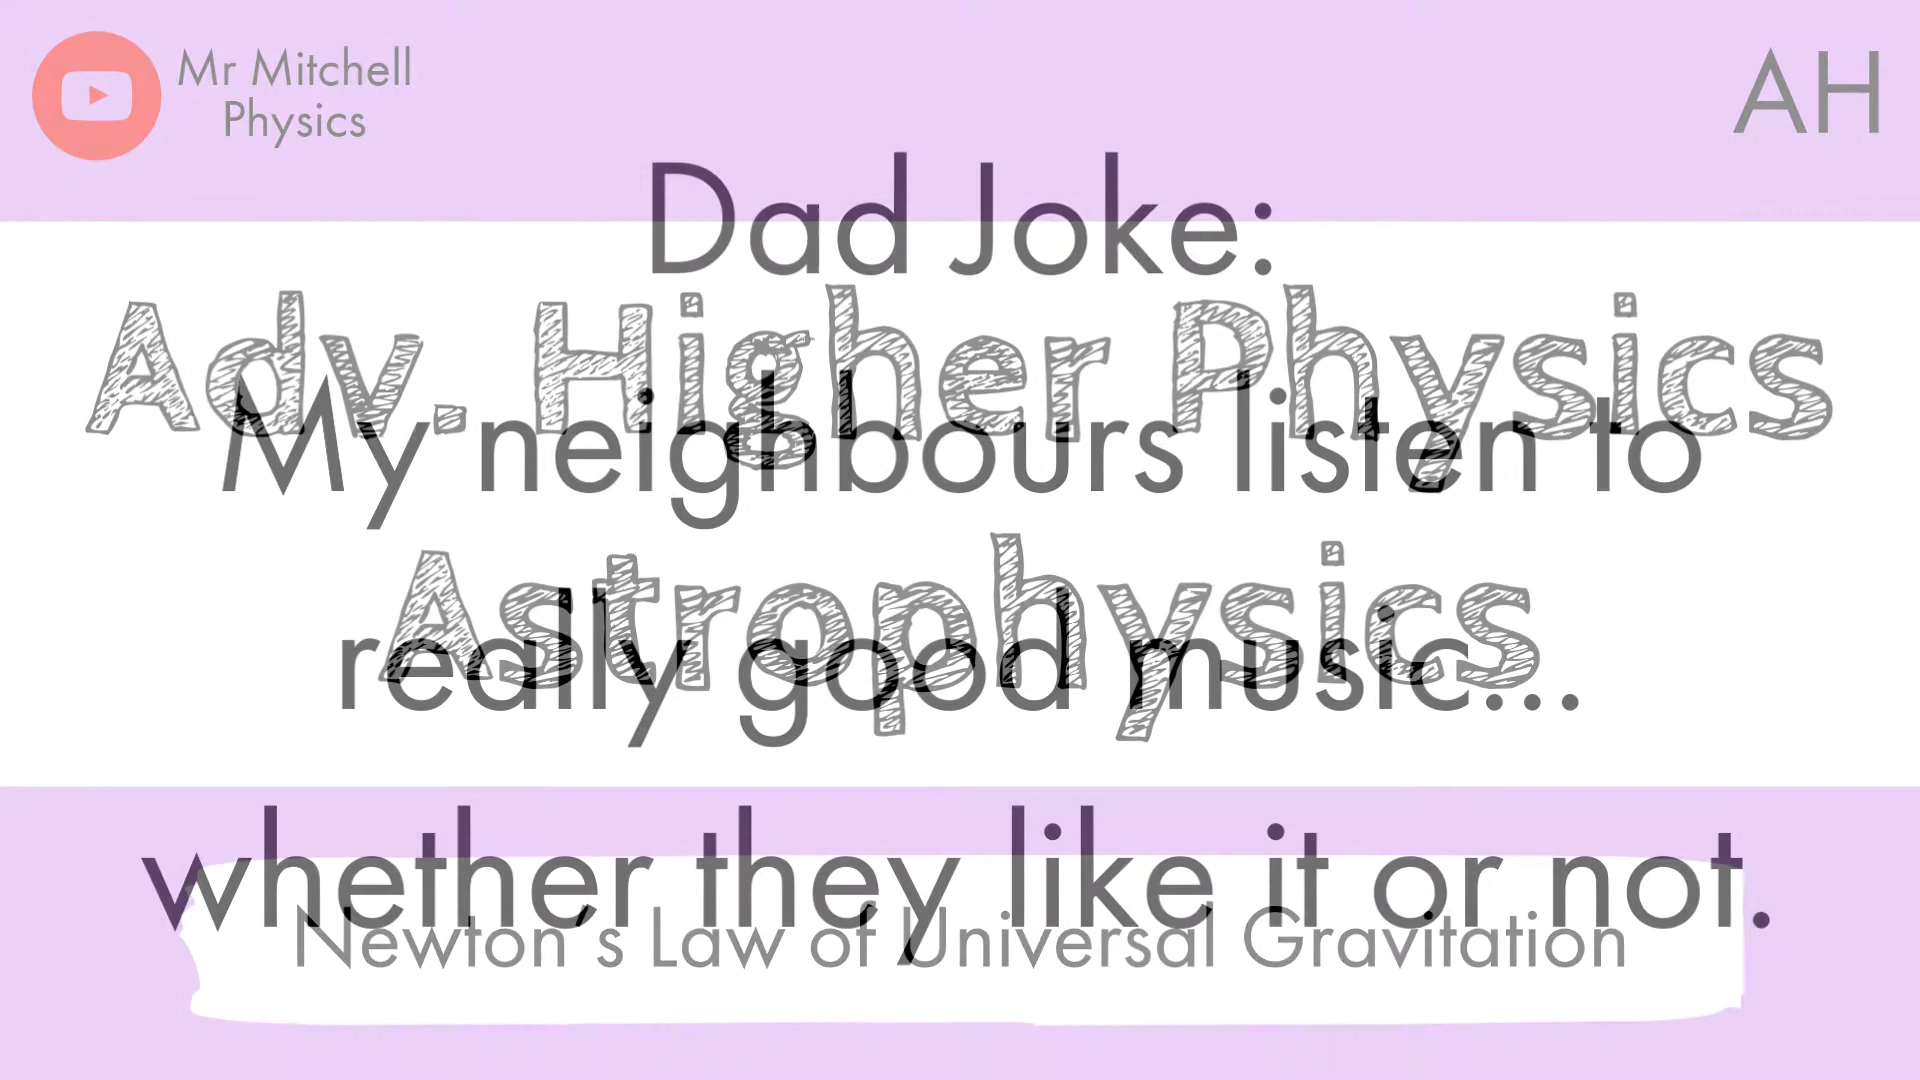 Mr Mitchell
Physics
AH
Dad Joke:
Adv. Higher Physics
My neighbours listen to
Astrophysics
really good music...
whether they like it or not.
Newton's Law of Universal Gravitation